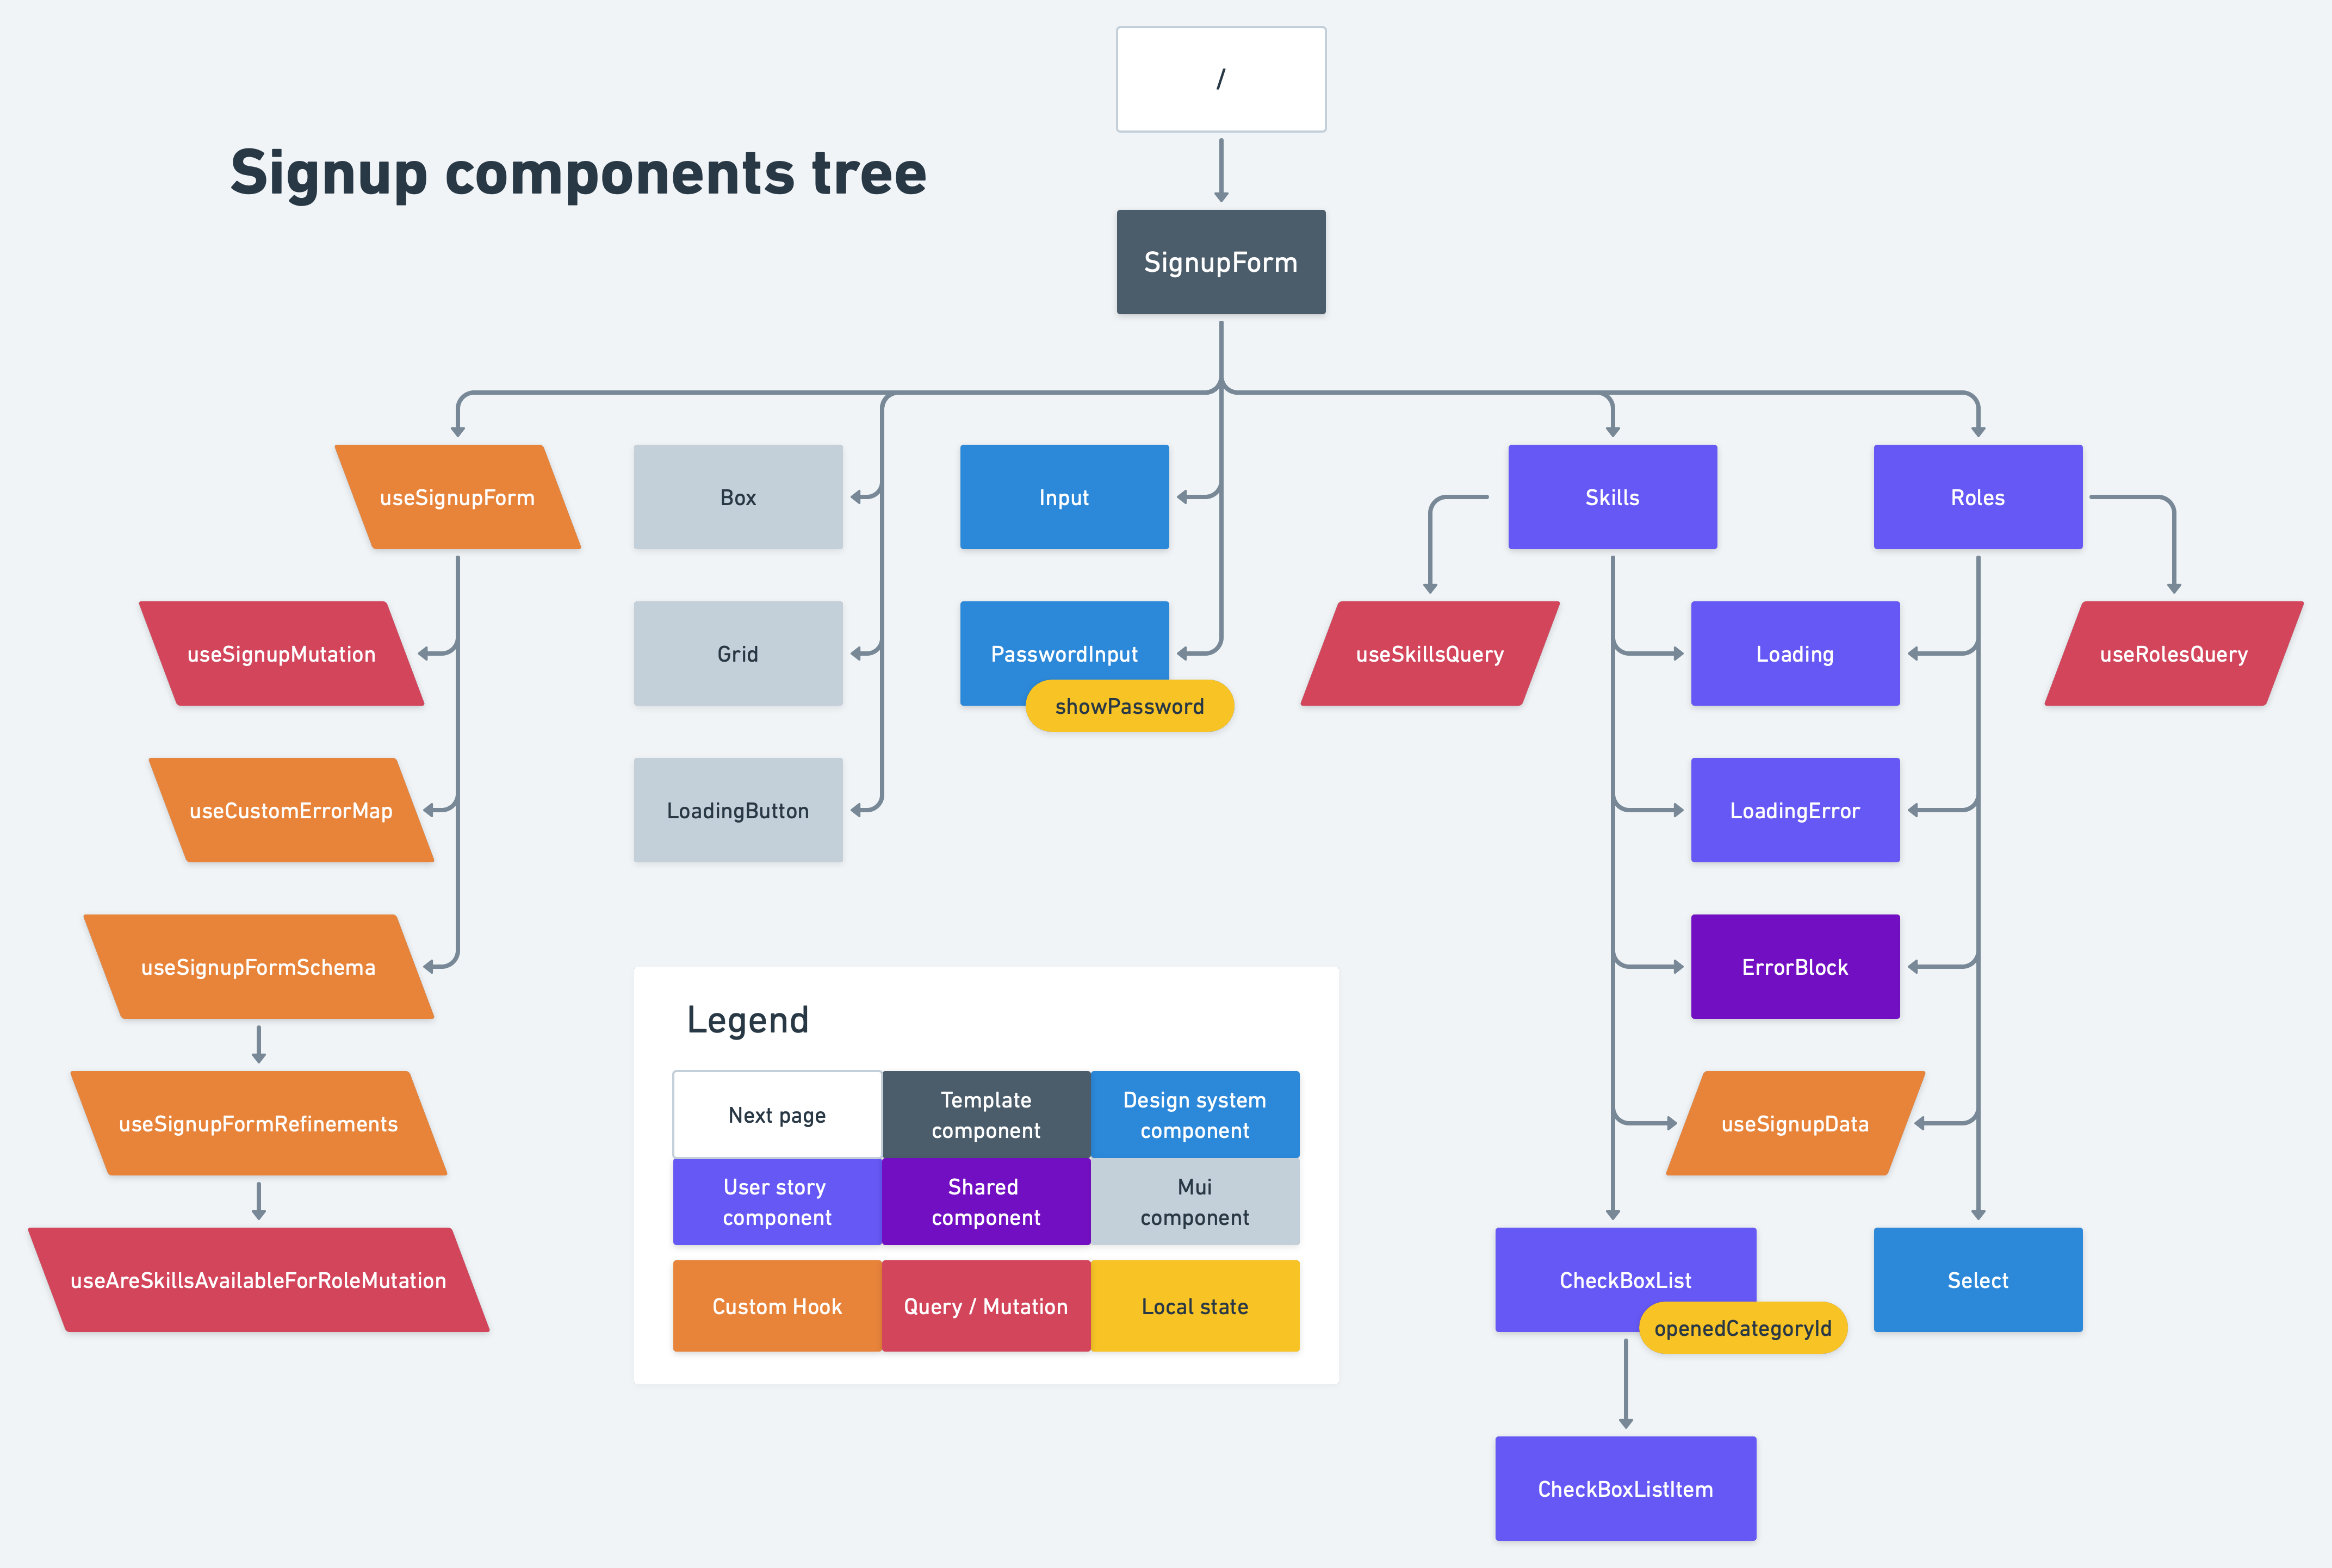 /
Signup components tree
SignupForm
useSignupForm
Box
Input
Skills
Roles
useSignupMutation
Grid
PasswordInput
showPassword
useSkillsQuery
Loading
useRolesQuery
useCustomErrorMap
LoadingButton
LoadingError
useSignupFormSchema
ErrorBlock
Legend
Next page
Template
component
Design system
component
User story
component
Shared
component
Mui
component
Custom Hook
Query / Mutation
Local state
useSignupFormRefinements
useSignupData
useAreSkillsAvailableForRoleMutation
CheckBoxList
openedCategoryId
Select
CheckBoxListItem